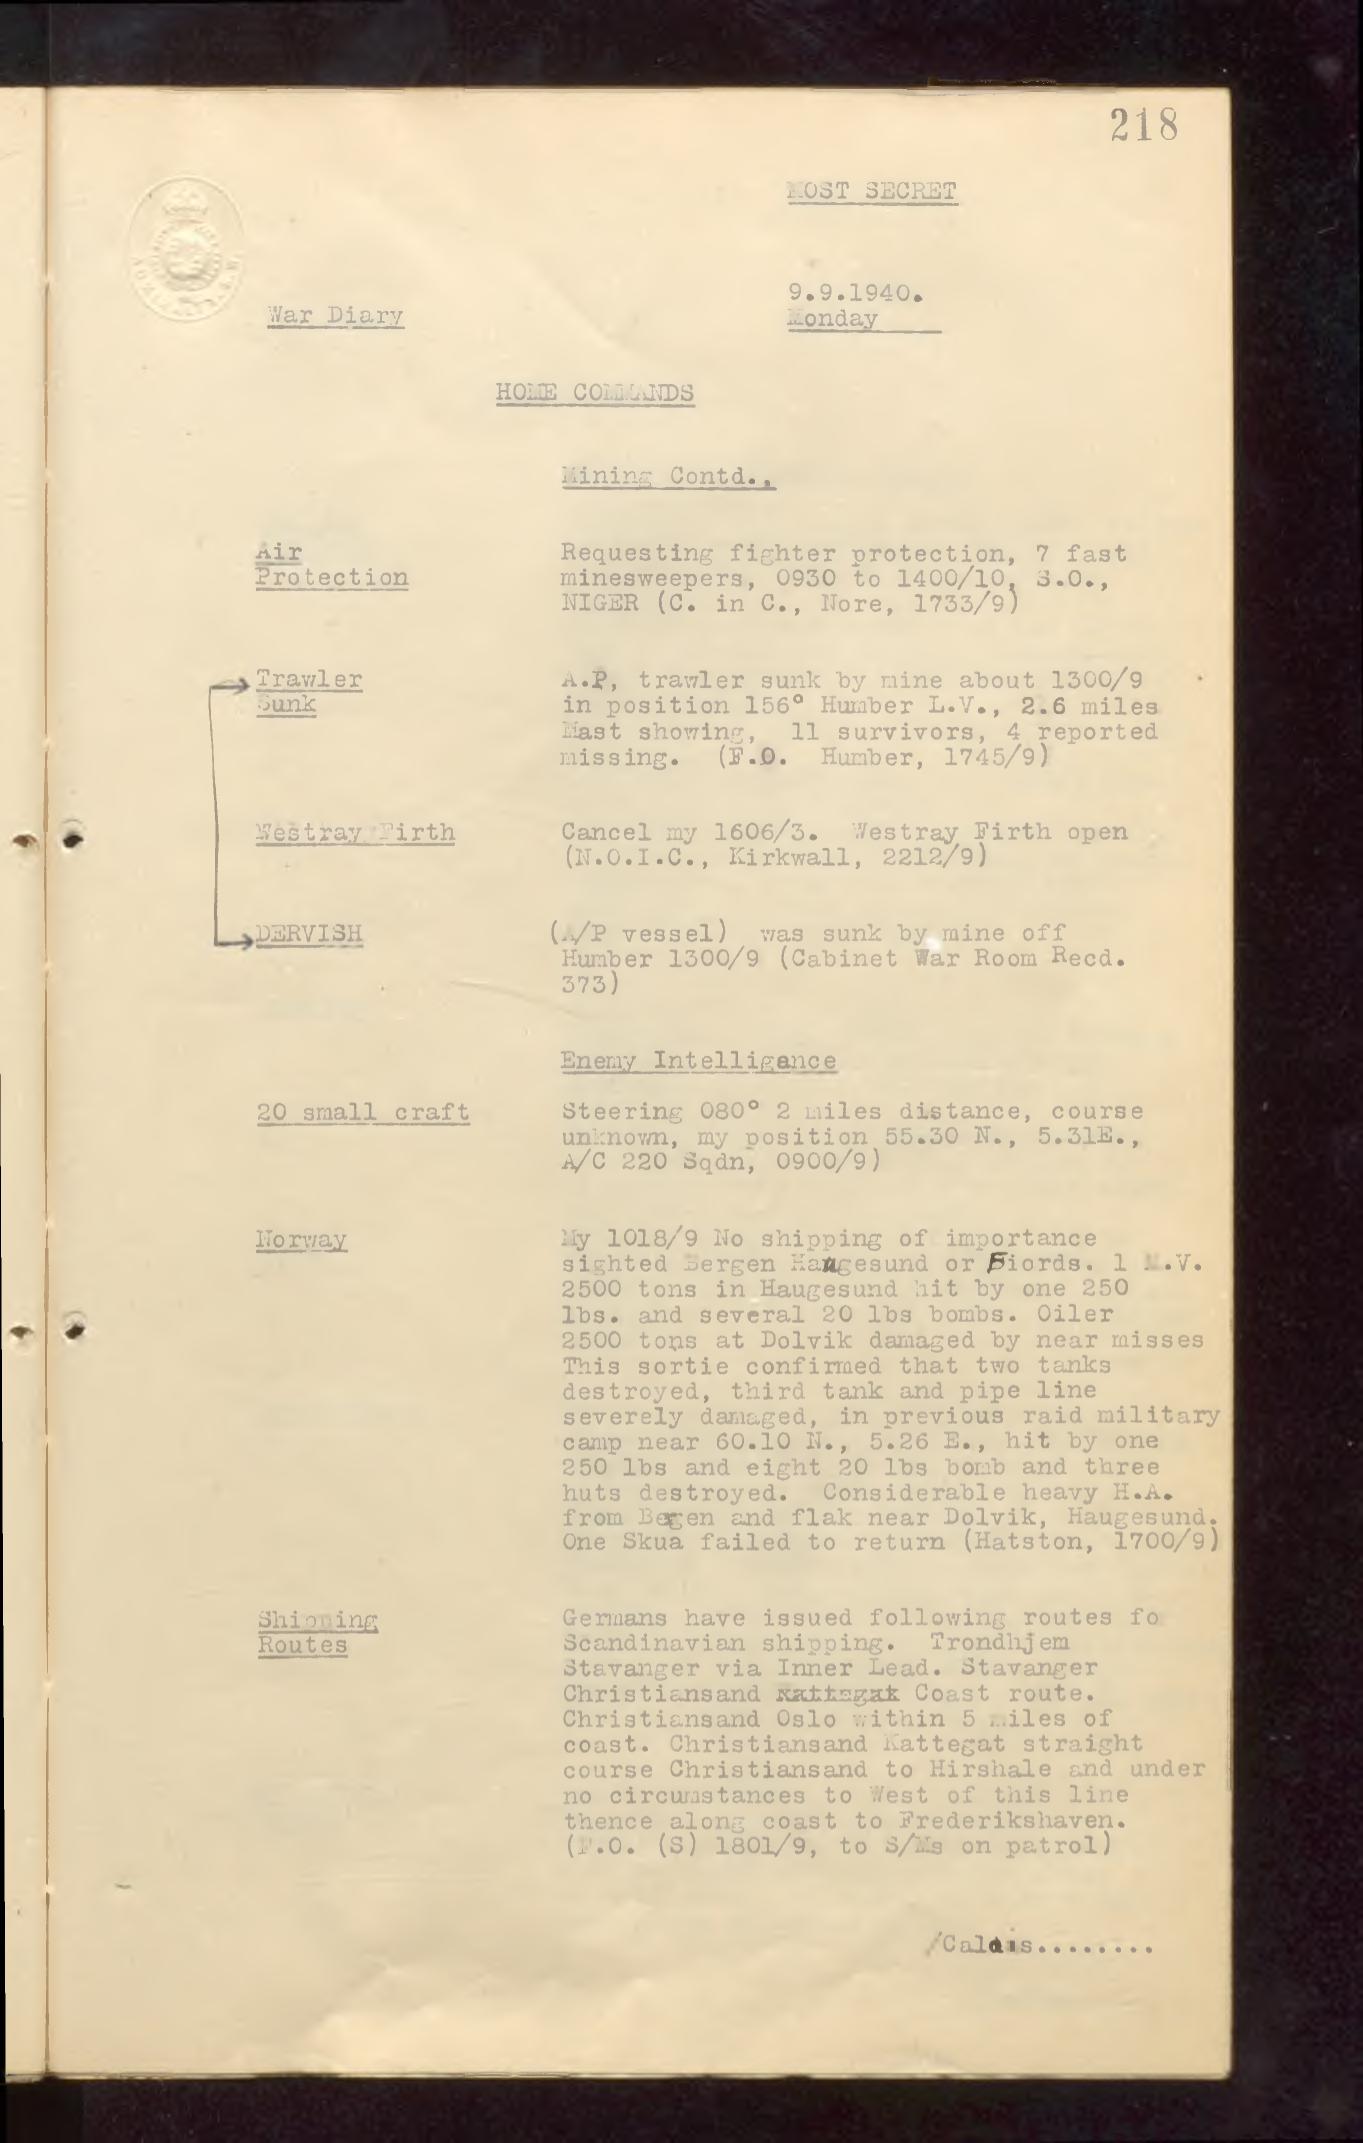 218
MOST SECRET
9.9.1940.
War Diary
Monday
HOME COMMANDS
Mining Contd.,
Air
Protection
Requesting fighter protection, 7 fast
minesweepers, 0930 to 1400/10, S.O.,
NIGER (C. in C., Nore, 1733/9)
Trawler
Sunk
A.P, trawler sunk by mine about 1300/9
in position 156° Humber L.V., 2.6 miles
Mast showing, 11 survivors, 4 reported
missing. (F.O. Humber, 1745/9)
Westray Firth
Cancel my 1606/3. Westray Firth open
(N.O.I.C., Kirkwall, 2212/9)
DERVISH
(A/P vessel) was sunk by mine off
Humber 1300/9 (Cabinet War Room Recd.
373)
Enemy Intelligence
20 small craft
Steering 080° 2 miles distance, course
unknown, my position 55.30 N., 5.31E.,
A/C 220 Sqdn, 0900/9)
Norway
My 1018/9 No shipping of importance
sighted Bergen Haugesund or Fiords. 1 M.V.
2500 tons in Haugesund hit by one 250
lbs. and several 20 lbs bombs. Oiler
2500 tons at Dolvik damaged by near misses
This sortie confirmed that two tanks
destroyed, third tank and pipe line
severely damaged, in previous raid military
camp near 60.10 N., 5.26 E., hit by one
250 lbs and eight 20 lbs bomb and three
huts destroyed. Considerable heavy H.A.
from Bergen and flak near Dolvik, Haugesund.
One Skua failed to return (Hatston, 1700/9)
Shipping
Routes
Germans have issued following routes fo
Scandinavian shipping. Trondhjem
Stavanger via Inner Lead. Stavanger
Christiansand Kattegat Coast route.
Christiansand Oslo within 5 miles of
coast. Christiansand Kattegat straight
course Christiansand to Hirshale and under
no circumstances to West of this line
thence along coast to Frederikshaven.
(F.O. (S) 1801/9, to S/Ms on patrol)
/Calais.........